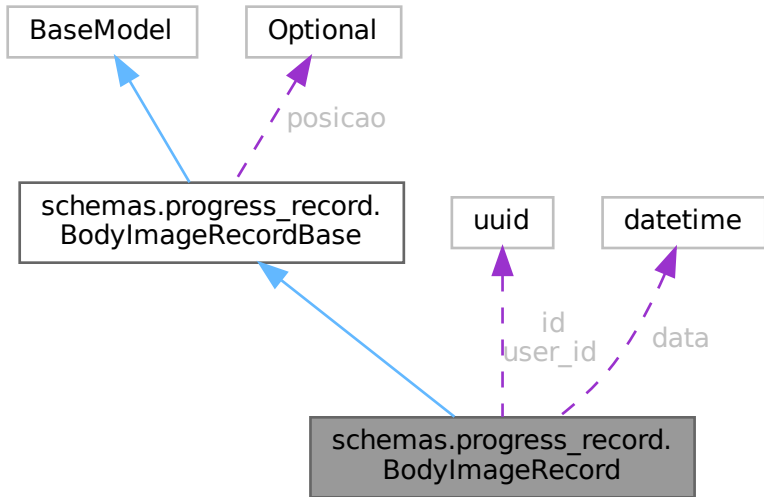 BaseModel
Optional
posicao
schemas.progress_record.
BodyImageRecordBase
uuid
datetime
id
user_id
data
schemas.progress_record.
BodyImageRecord